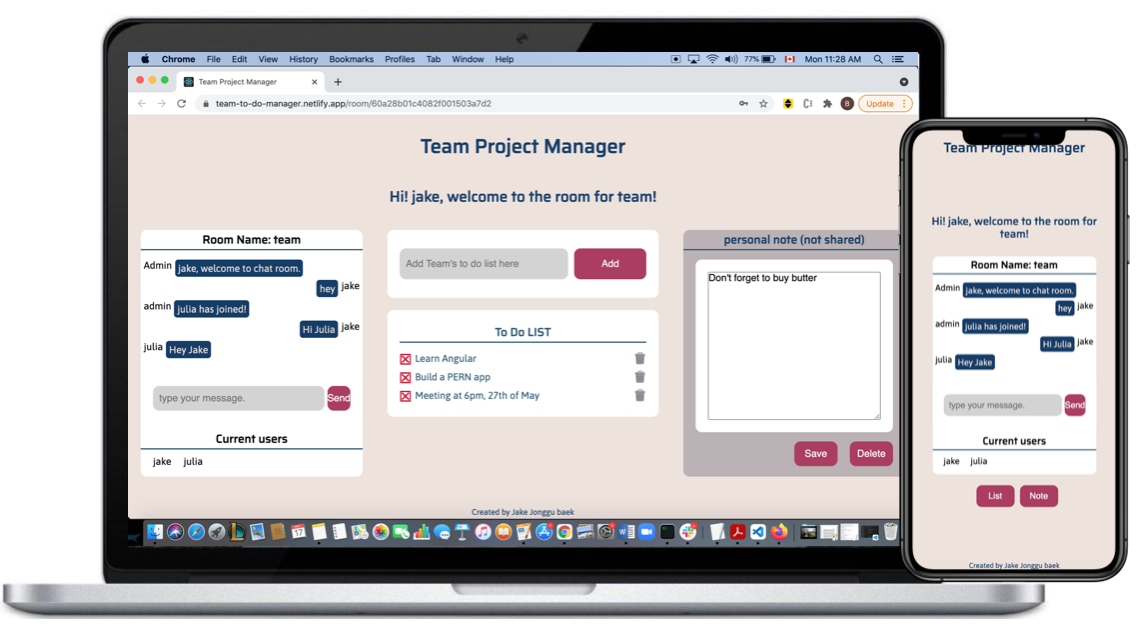 Chrome File Edit View History Bookmarks Profiles Tab Window Help 77% Mon 11:28 AM
Team Project Manager
team-to-do-manager.netlify.app/room/60a28b01c4082f001503a7d2 B Update
Team Project Manager
Hi! jake, welcome to the room for team!
Room Name: team
Admin jake, welcome to chat room.
hey jake
admin julia has joined!
Hi Julia jake
julia Hey Jake
type your message. Send
Current users
jake julia
Add Team's to do list here Add
To Do LIST
Learn Angular
Build a PERN app
Meeting at 6pm, 27th of May
personal note (not shared)
Don't forget to buy butter
Save Delete
Created by Jake Jonggu baek
17
Team Project Manager
Hi! jake, welcome to the room for
team!
Room Name: team
Admin jake, welcome to chat room.
hey jake
admin julia has joined!
Hi Julia jake
julia Hey Jake
type your message. Send
Current users
jake julia
List Note
Created by Jake Jonggu baek